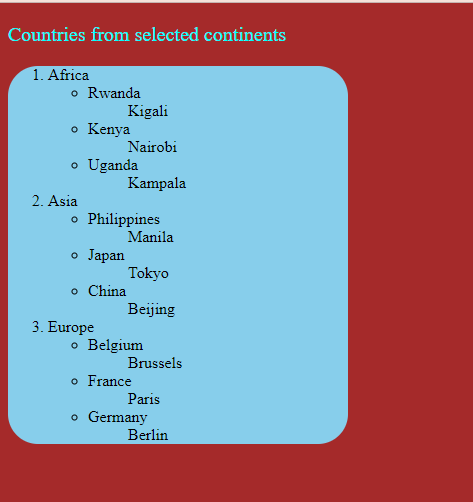 Countries from selected continents
1. Africa
Rwanda
Kigali
Kenya
Nairobi
Uganda
Kampala
2. Asia
Philippines
Manila
Japan
Tokyo
China
Beijing
3. Europe
Belgium
Brussels
France
Paris
Germany
Berlin